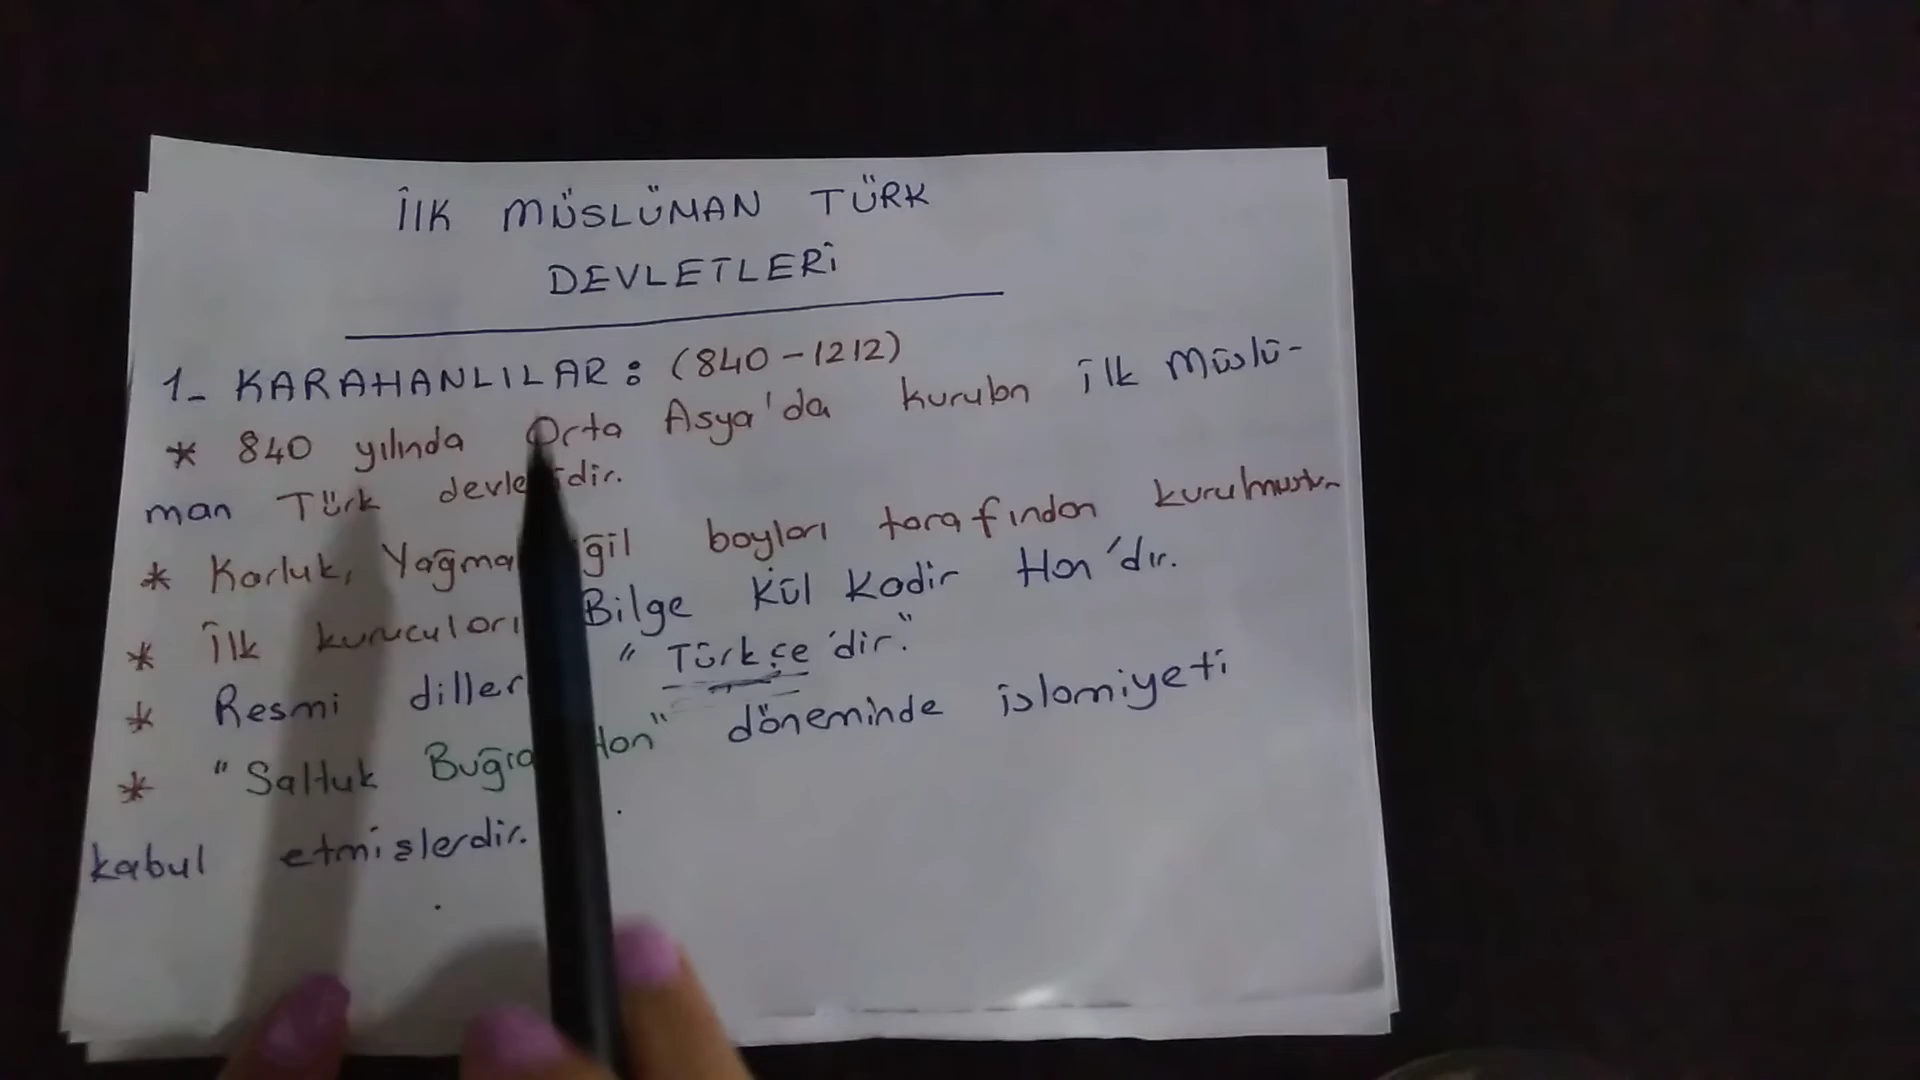 İLK MÜSLÜMAN TÜRK
DEVLETLERİ
1- KARAHANLILAR: (840-1212)
* 840 yılında Orta Asya'da kurulan ilk Müslü-
man Türk
* Karluk, Yağma boyları tarafından
* İlk kurucuları Bilge Kül Kadir Han'dır.
* Resmi "Türkçe'dir."
* "Saltuk Buğra Han" döneminde islamiyeti
kabul etmişlerdir.